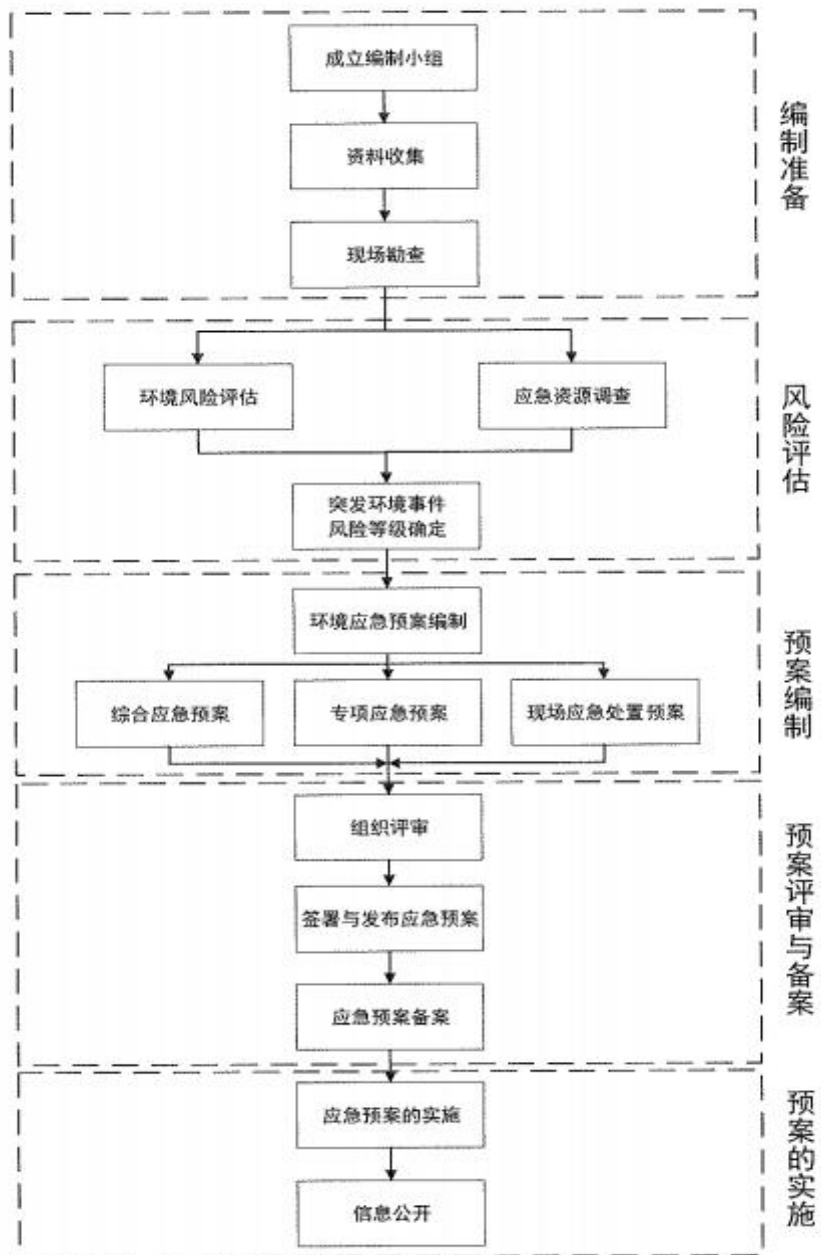 成立编制小组
资料收集
现场勘查
编制准备
环境风险评估
应急资源调查
突发环境事件
风险等级确定
风险评估
环境应急预案编制
综合应急预案
专项应急预案
现场应急处置预案
预案编制
组织评审
签署与发布应急预案
应急预案备案
预案评审与备案
应急预案的实施
信息公开
预案的实施